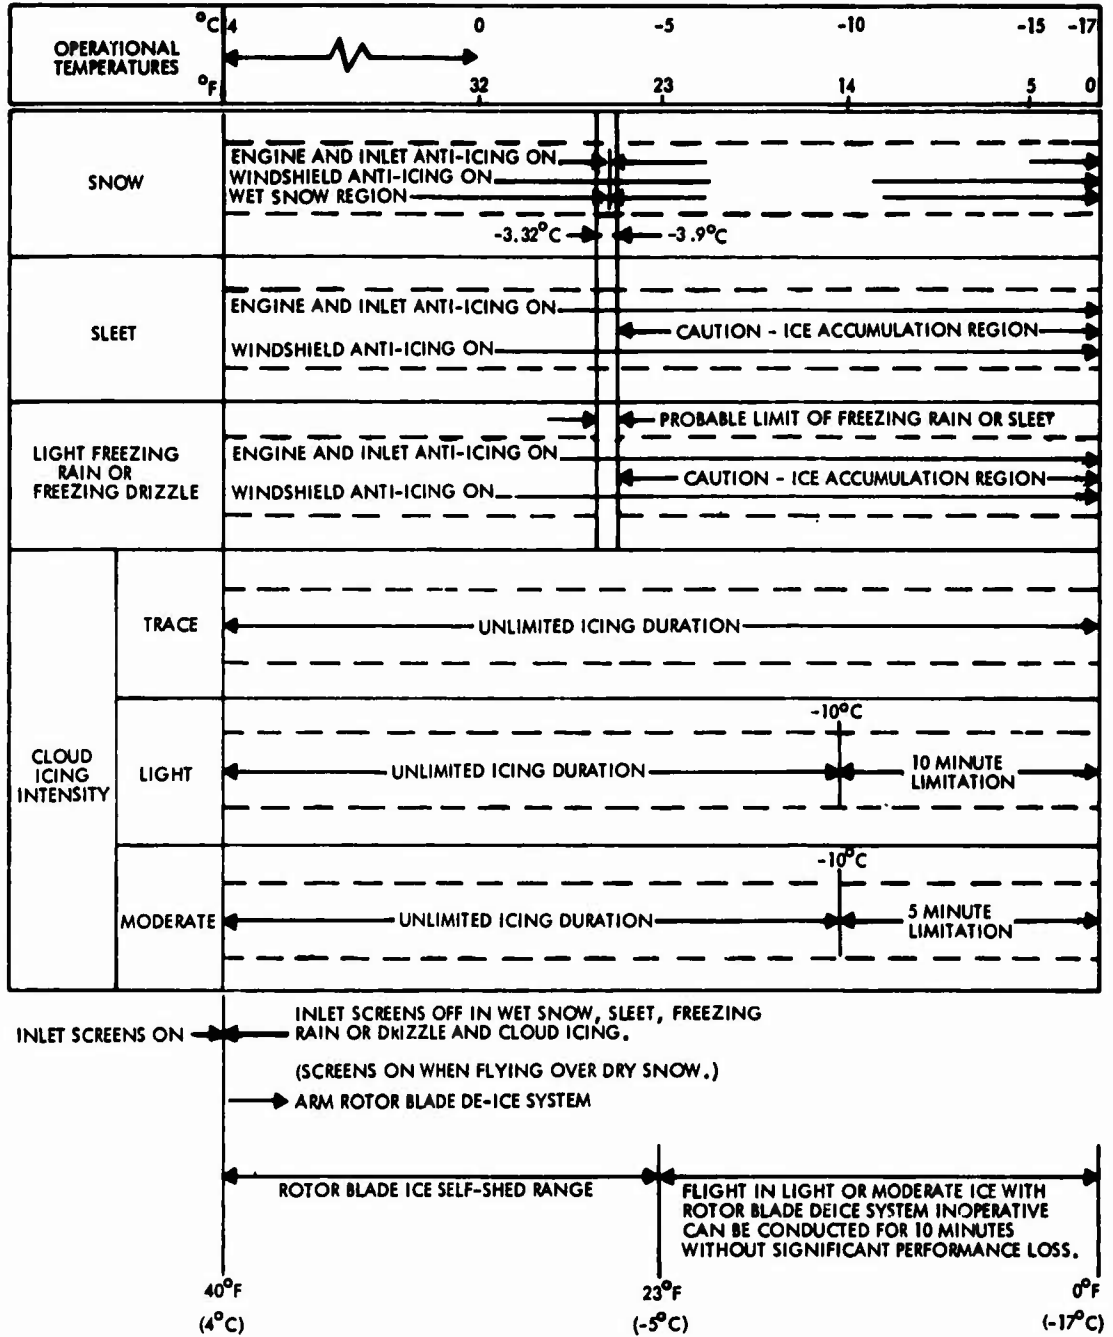 °C 4 0 -5 -10 -15 -17
OPERATIONAL
TEMPERATURES
°F 32 23 14 5 0
SNOW
ENGINE AND INLET ANTI-ICING ON
WINDSHIELD ANTI-ICING ON
WET SNOW REGION
-3.32°C -3.9°C
SLEET
ENGINE AND INLET ANTI-ICING ON
CAUTION - ICE ACCUMULATION REGION
WINDSHIELD ANTI-ICING ON
LIGHT FREEZING
RAIN OR
FREEZING DRIZZLE
PROBABLE LIMIT OF FREEZING RAIN OR SLEET
ENGINE AND INLET ANTI-ICING ON
CAUTION - ICE ACCUMULATION REGION
WINDSHIELD ANTI-ICING ON
CLOUD
ICING
INTENSITY
TRACE
UNLIMITED ICING DURATION
LIGHT
-10°C
UNLIMITED ICING DURATION
10 MINUTE
LIMITATION
MODERATE
-10°C
UNLIMITED ICING DURATION
5 MINUTE
LIMITATION
INLET SCREENS ON
INLET SCREENS OFF IN WET SNOW, SLEET, FREEZING
RAIN OR DRIZZLE AND CLOUD ICING.
(SCREENS ON WHEN FLYING OVER DRY SNOW.)
ARM ROTOR BLADE DE-ICE SYSTEM
ROTOR BLADE ICE SELF-SHED RANGE
FLIGHT IN LIGHT OR MODERATE ICE WITH
ROTOR BLADE DEICE SYSTEM INOPERATIVE
CAN BE CONDUCTED FOR 10 MINUTES
WITHOUT SIGNIFICANT PERFORMANCE LOSS.
40°F 23°F 0°F
(4°C) (-5°C) (-17°C)